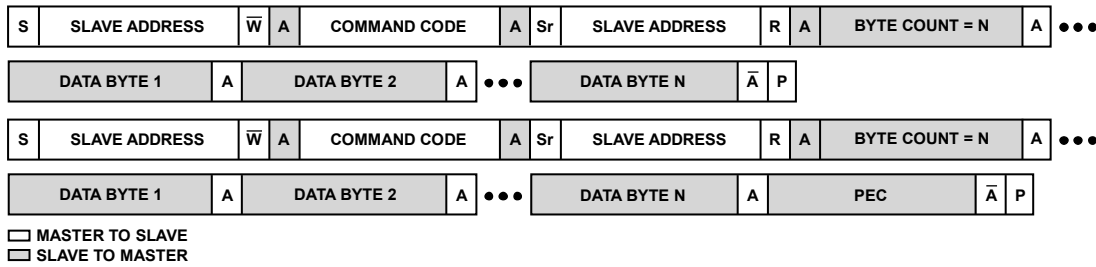 S SLAVE ADDRESS W̅ A COMMAND CODE A Sr SLAVE ADDRESS R A BYTE COUNT = N A •••
DATA BYTE 1 A DATA BYTE 2 A ••• DATA BYTE N A̅ P
S SLAVE ADDRESS W̅ A COMMAND CODE A Sr SLAVE ADDRESS R A BYTE COUNT = N A •••
DATA BYTE 1 A DATA BYTE 2 A ••• DATA BYTE N A PEC A̅ P
MASTER TO SLAVE
SLAVE TO MASTER